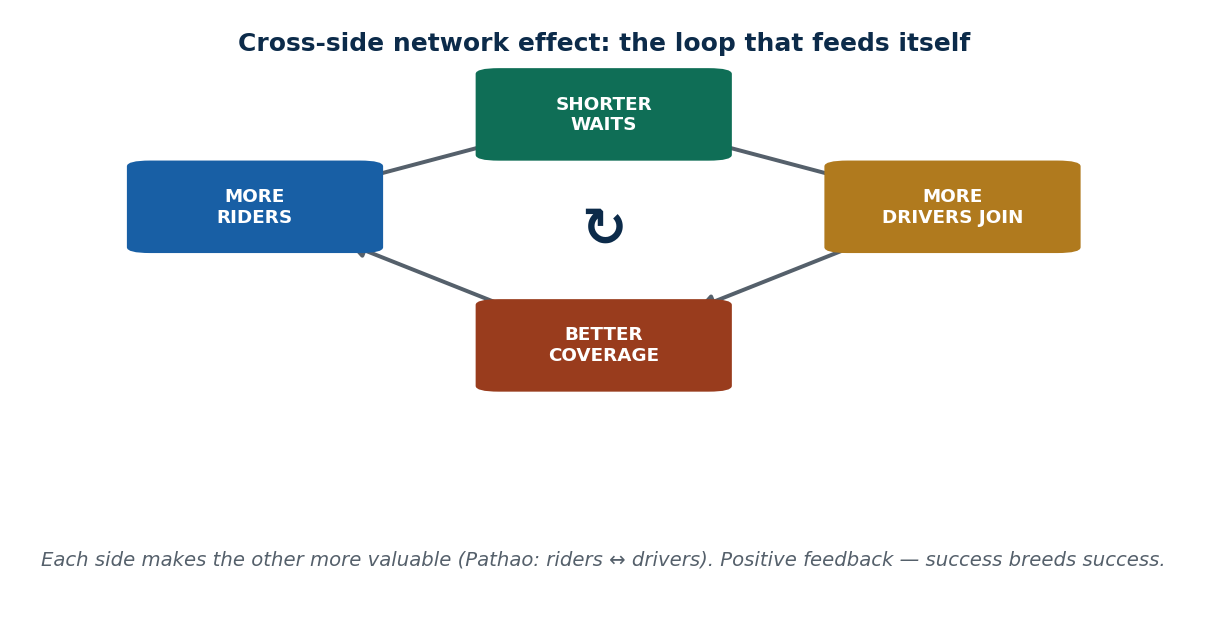 Cross-side network effect: the loop that feeds itself
SHORTER
WAITS
MORE
RIDERS
MORE
DRIVERS JOIN
↻
BETTER
COVERAGE
Each side makes the other more valuable (Pathao: riders ↔ drivers). Positive feedback — success breeds success.